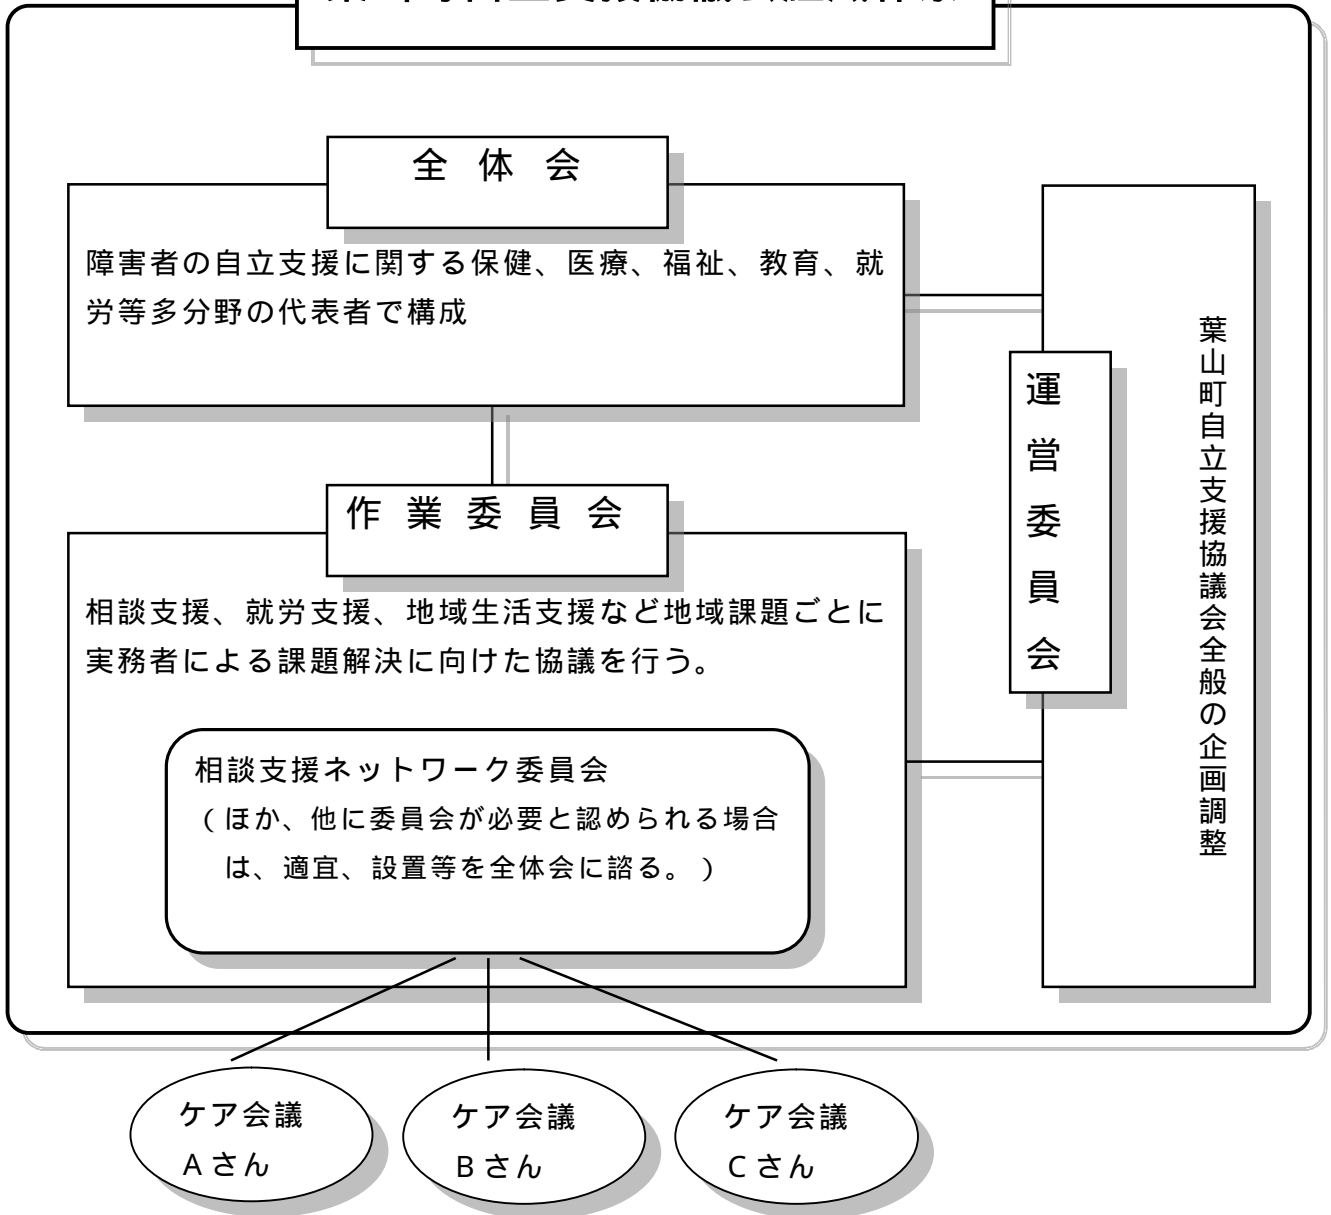 全体会
障害者の自立支援に関する保健、医療、福祉、教育、就
労等多分野の代表者で構成
作業委員会
相談支援、就労支援、地域生活支援など地域課題ごとに
実務者による課題解決に向けた協議を行う。
相談支援ネットワーク委員会
（ほか、他に委員会が必要と認められる場合
は、適宜、設置等を全体会に諮る。）
運営委員会
葉山町自立支援協議会全般の企画調整
ケア会議
Aさん
ケア会議
Bさん
ケア会議
Cさん